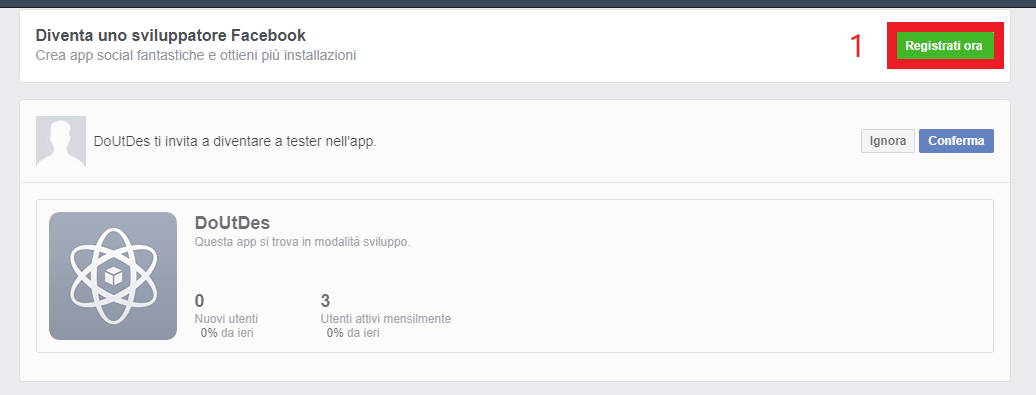 Diventa uno sviluppatore Facebook
Crea app social fantastiche e ottieni più installazioni
1
Registrati ora
DoUtDes ti invita a diventare a tester nell'app.
Ignora
Conferma
DoUtDes
Questa app si trova in modalità sviluppo.
0
3
Nuovi utenti
Utenti attivi mensilmente
0% da ieri
0% da ieri